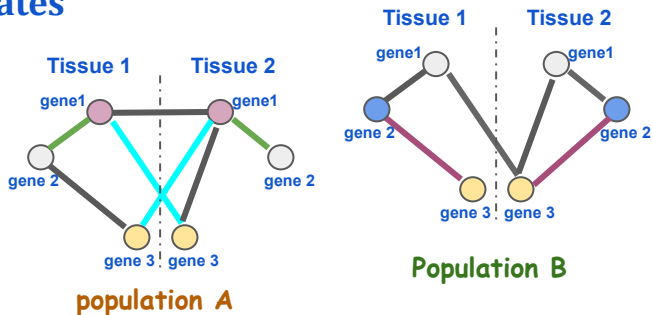 Tissue 1 Tissue 2
gene1 gene1
gene 2 gene 2
gene 3 gene 3
population A
Tissue 1 Tissue 2
gene1 gene1
gene 2 gene 2
gene 3 gene 3
Population B